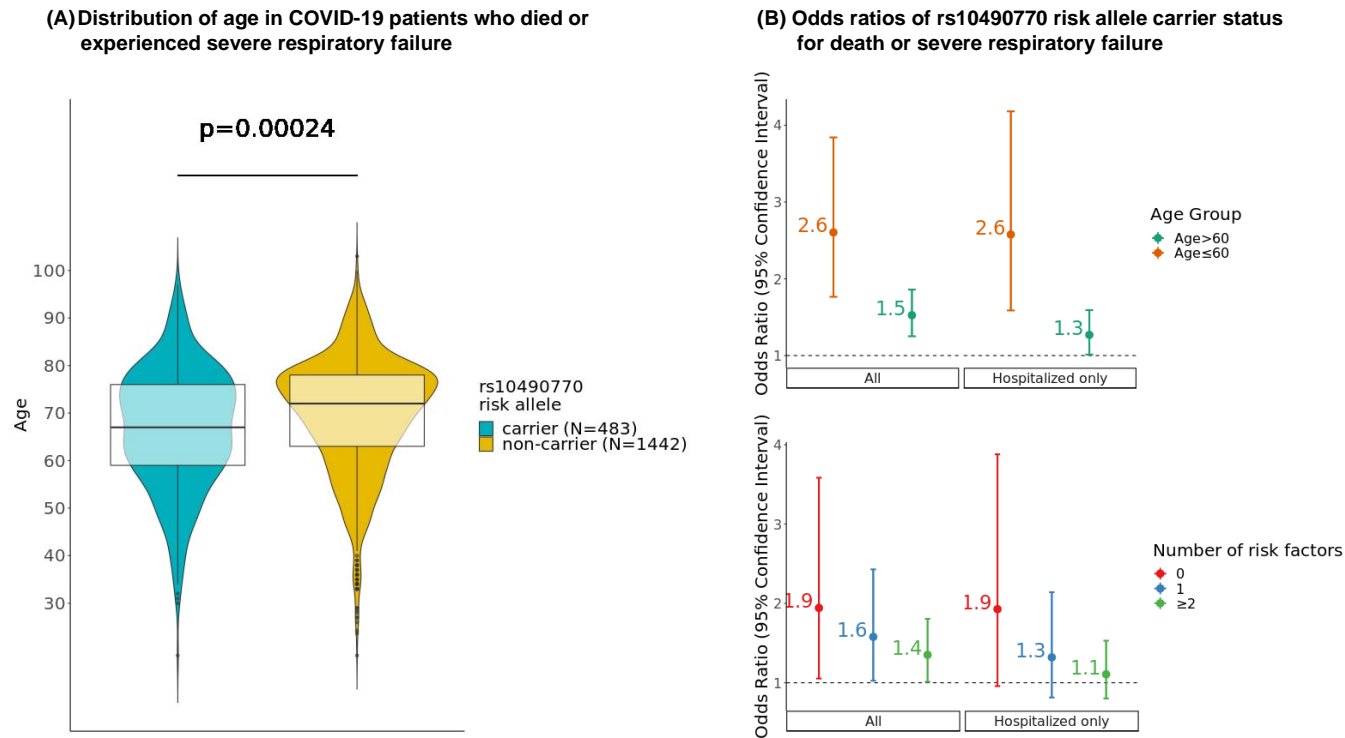 (A) Distribution of age in COVID-19 patients who died or
experienced severe respiratory failure
p=0.00024
Age
100
90
80
70
60
50
40
30
rs10490770
risk allele
carrier (N=483)
non-carrier (N=1442)
(B) Odds ratios of rs10490770 risk allele carrier status
for death or severe respiratory failure
Odds Ratio (95% Confidence Interval)
4
3
2
1
2.6
1.5
2.6
1.3
All
Hospitalized only
Age Group
Age>60
Age≤60
Odds Ratio (95% Confidence Interval)
4
3
2
1
1.9
1.6
1.4
1.9
1.3
1.1
All
Hospitalized only
Number of risk factors
0
1
≥2